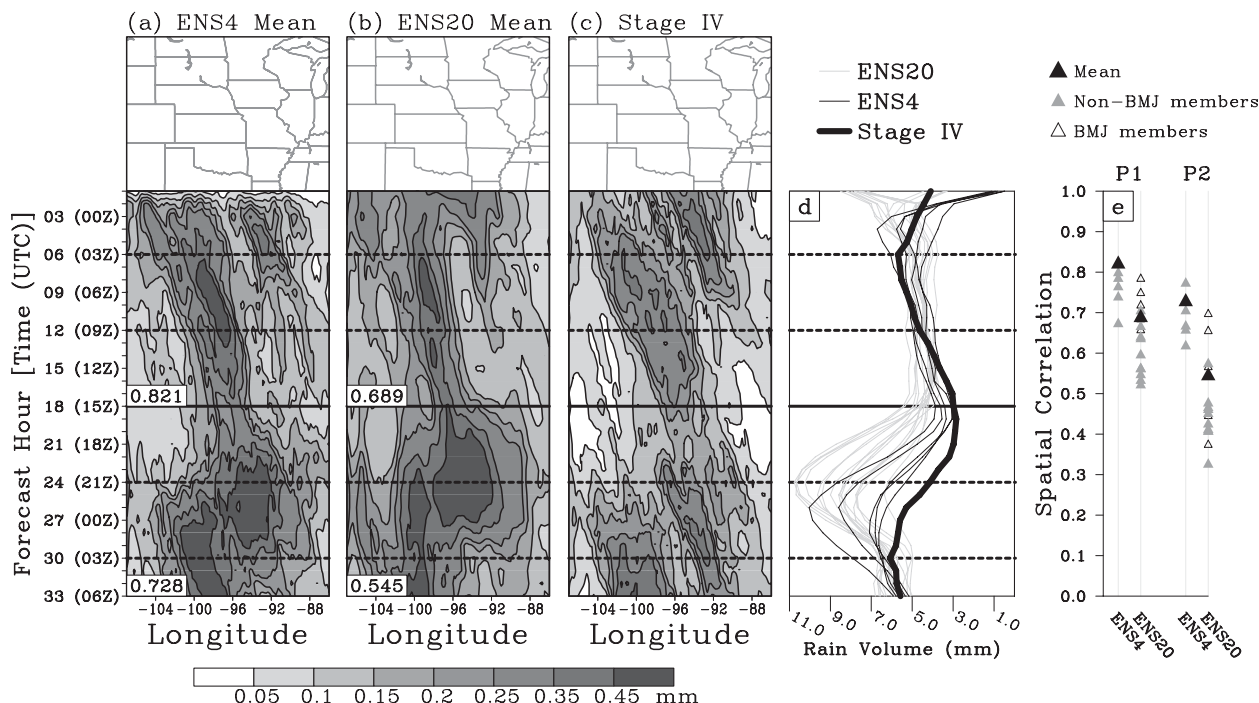 (a) ENS4 Mean
(b) ENS20 Mean
(c) Stage IV
ENS20
ENS4
Stage IV
Mean
Non-BMJ members
BMJ members
Forecast Hour [Time (UTC)]
03 (00Z)
06 (03Z)
09 (06Z)
12 (09Z)
15 (12Z)
18 (15Z)
21 (18Z)
24 (21Z)
27 (00Z)
30 (03Z)
33 (06Z)
0.821
0.728
0.689
0.545
-104 -100 -96 -92 -88
Longitude
-104 -100 -96 -92 -88
Longitude
-104 -100 -96 -92 -88
Longitude
0.05 0.1 0.15 0.2 0.25 0.35 0.45 mm
d
11.0 9.0 7.0 5.0 3.0 1.0
Rain Volume (mm)
P1 P2
e
Spatial Correlation
1.0
0.9
0.8
0.7
0.6
0.5
0.4
0.3
0.2
0.1
0.0
ENS4
ENS20
ENS4
ENS20